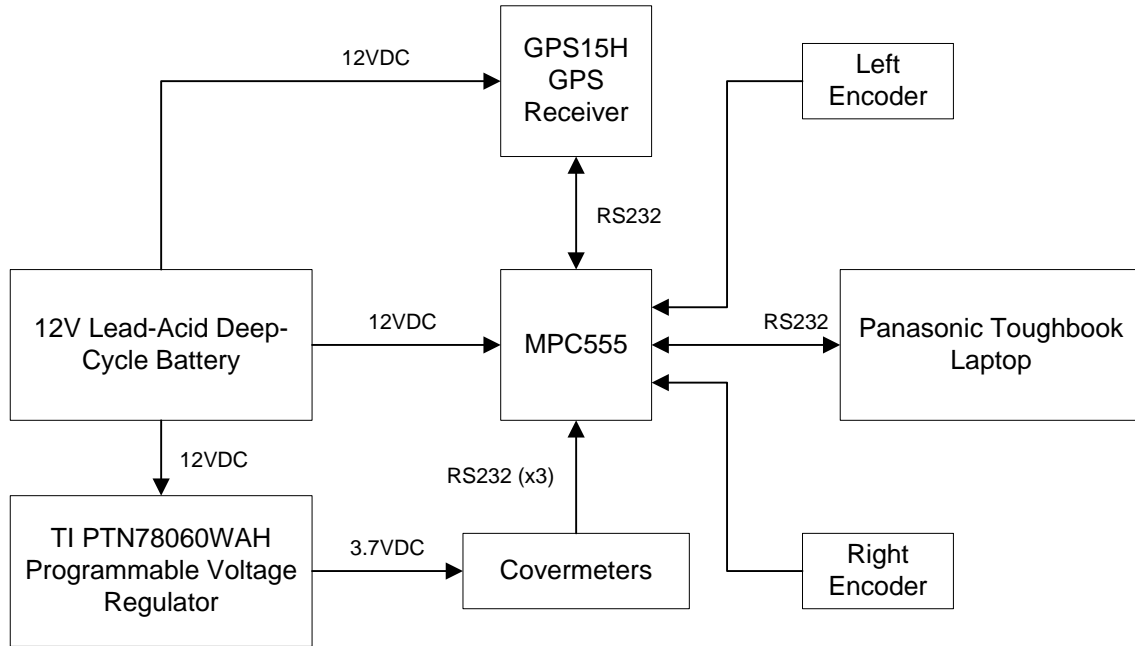 GPS15H
GPS
Receiver
12VDC
Left
Encoder
RS232
12V Lead-Acid Deep-
Cycle Battery
12VDC
MPC555
RS232
Panasonic Toughbook
Laptop
12VDC
RS232 (x3)
TI PTN78060WAH
Programmable Voltage
Regulator
3.7VDC
Covermeters
Right
Encoder